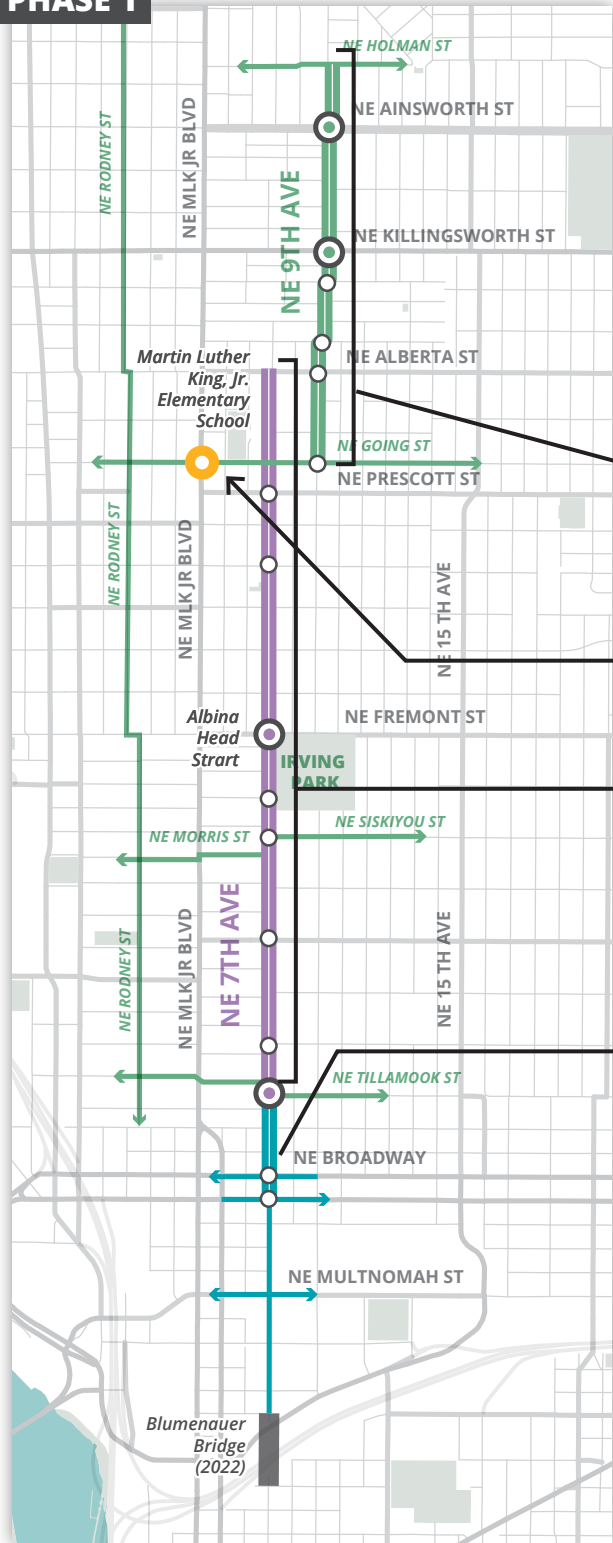 PHASE 1
NE HOLMAN ST
NE AINSWORTH ST
NE RODNEY ST
NE MLK JR BLVD
NE 9TH AVE
NE KILLINGSWORTH ST
Martin Luther
King, Jr.
Elementary
School
NE ALBERTA ST
NE GOING ST
NE PRESCOTT ST
NE RODNEY ST
NE MLK JR BLVD
NE 15 TH AVE
Albina
Head
Strart
NE FREMONT ST
IRVING
PARK
NE MORRIS ST
NE SISKIYOU ST
NE RODNEY ST
NE MLK JR BLVD
NE 7TH AVE
NE 15 TH AVE
NE TILLAMOOK ST
NE BROADWAY
NE MULTNOMAH ST
Blumenauer
Bridge
(2022)